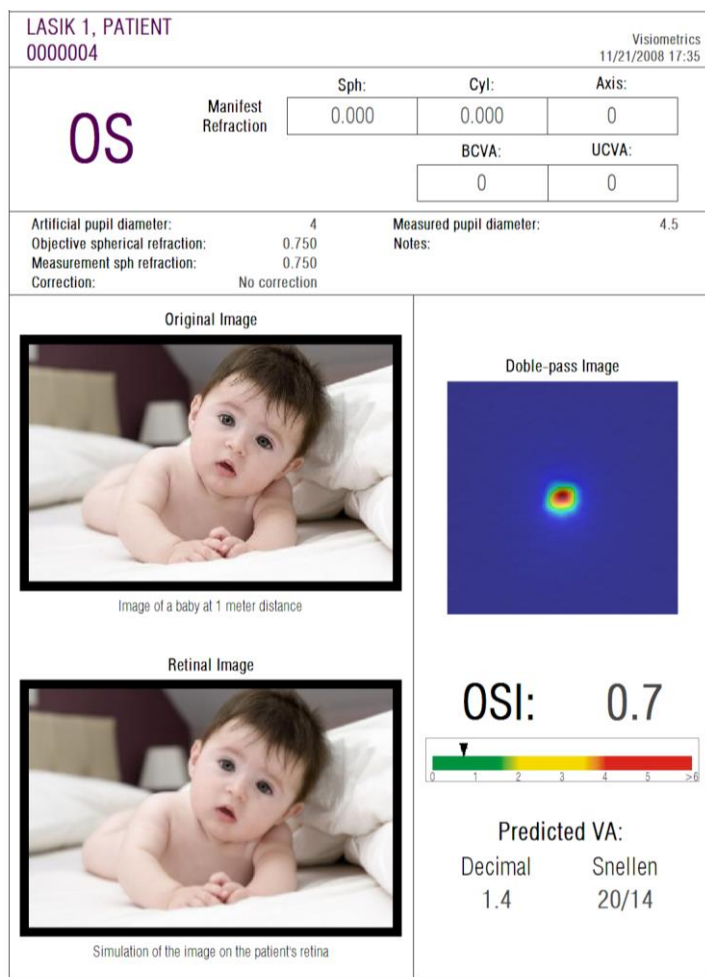 LASIK 1, PATIENT
0000004
Visiometrics
11/21/2008 17:35
OS
Manifest
Refraction
Sph: Cyl: Axis:
0.000 0.000 0
BCVA: UCVA:
0 0
Artificial pupil diameter: 4
Objective spherical refraction: 0.750
Measurement sph refraction: 0.750
Correction: No correction
Measured pupil diameter: 4.5
Notes:
Original Image
Image of a baby at 1 meter distance
Retinal Image
Simulation of the image on the patient's retina
Doble-pass Image
OSI: 0.7
0 1 2 3 4 5 >6
Predicted VA:
Decimal Snellen
1.4 20/14